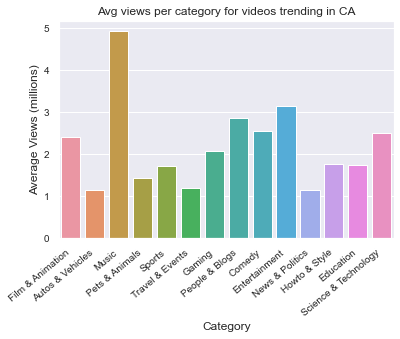 Avg views per category for videos trending in CA
Average Views (millions)
5
4
3
2
1
0
Film & Animation
Autos & Vehicles
Music
Pets & Animals
Sports
Travel & Events
Gaming
People & Blogs
Comedy
Entertainment
News & Politics
Howto & Style
Education
Science & Technology
Category